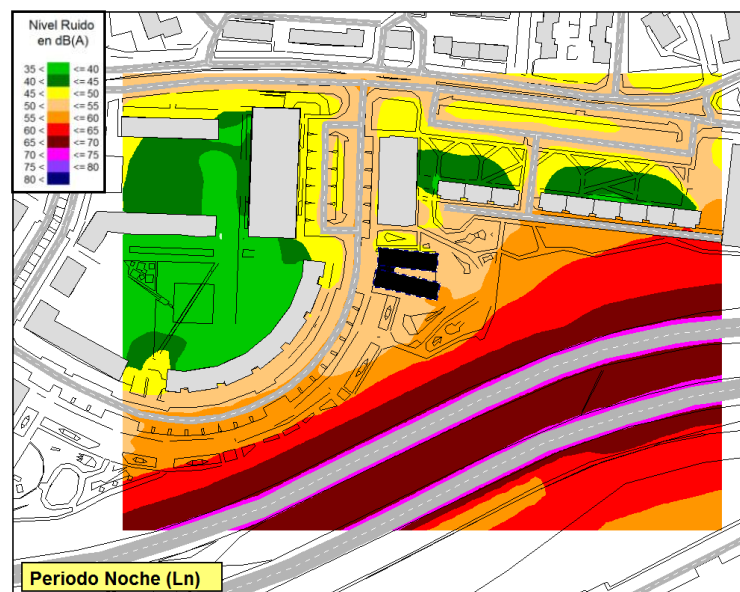 Nivel Ruido
en dB(A)
35 < <= 40
40 < <= 45
45 < <= 50
50 < <= 55
55 < <= 60
60 < <= 65
65 < <= 70
70 < <= 75
75 < <= 80
80 <
Periodo Noche (Ln)